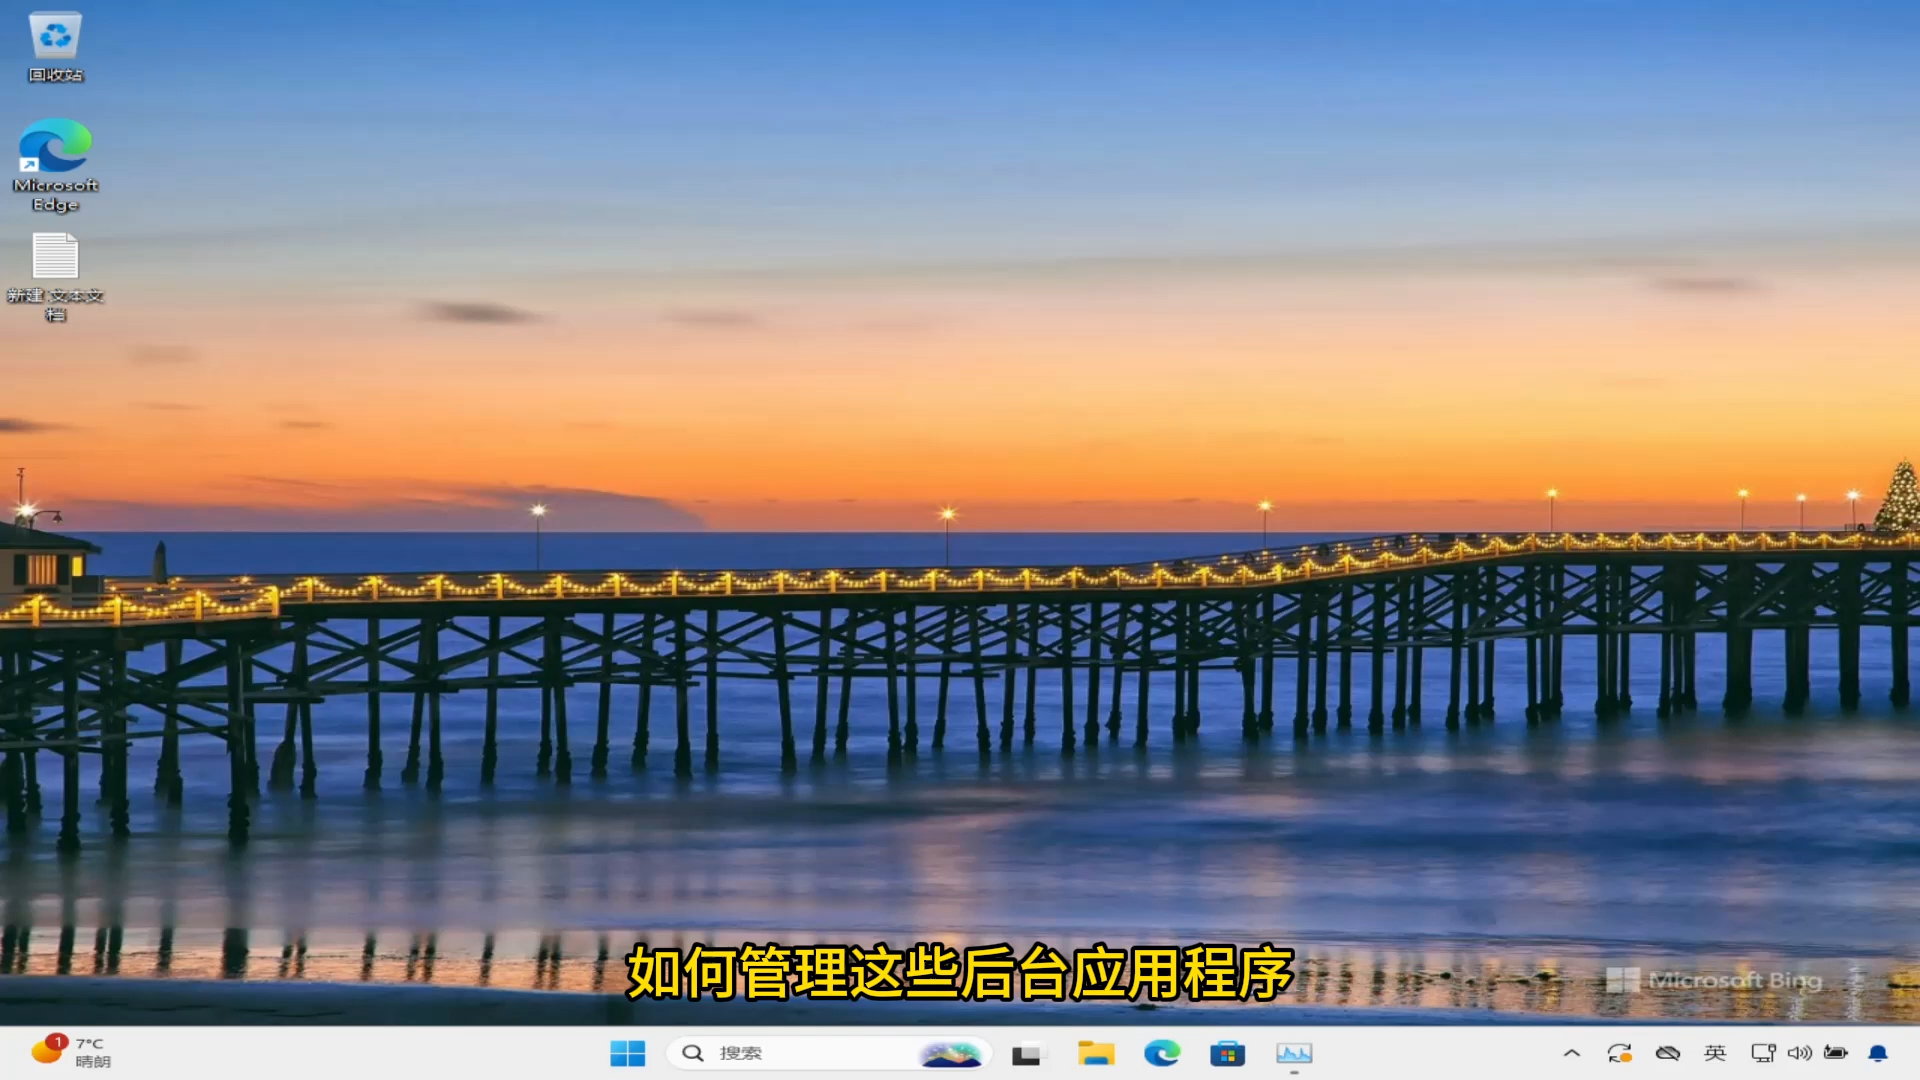 回收站
Microsoft
Edge
新建 文本文
档
如何管理这些后台应用程序
Microsoft Bing
1
7°C
晴朗
搜索
英